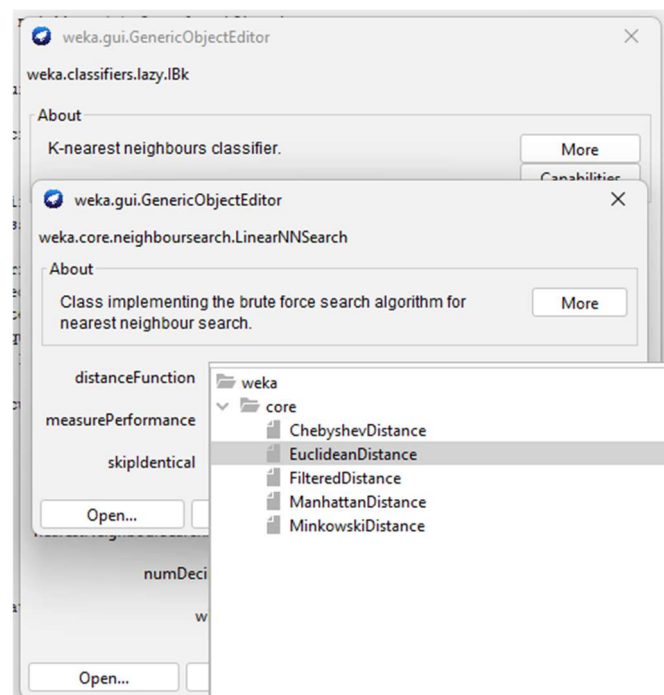 weka.gui.GenericObjectEditor
weka.classifiers.lazy.IBk
About
K-nearest neighbours classifier.
More
Capabilities
weka.gui.GenericObjectEditor
weka.core.neighboursearch.LinearNNSearch
About
Class implementing the brute force search algorithm for
nearest neighbour search.
More
distanceFunction
measurePerformance
skipIdentical
weka
core
ChebyshevDistance
EuclideanDistance
FilteredDistance
ManhattanDistance
MinkowskiDistance
Open...
numDeci
w
Open...